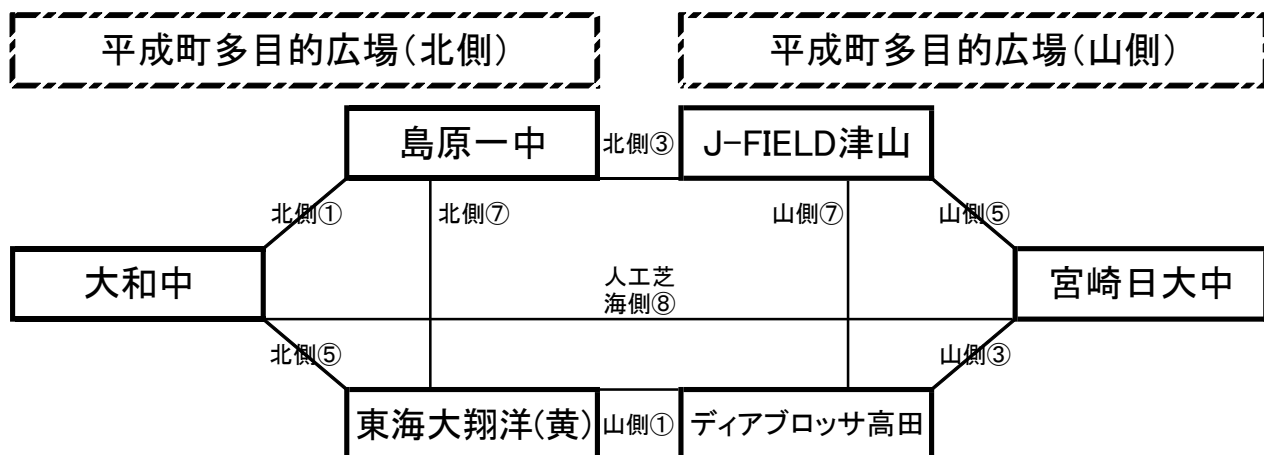 平成町多目的広場(北側)
平成町多目的広場(山側)
島原一中
北側③
J-FIELD津山
北側①
北側⑦
山側⑦
山側⑤
大和中
人工芝
海側⑧
宮崎日大中
北側⑤
山側③
東海大翔洋(黄)
山側①
ディアブロッサ高田